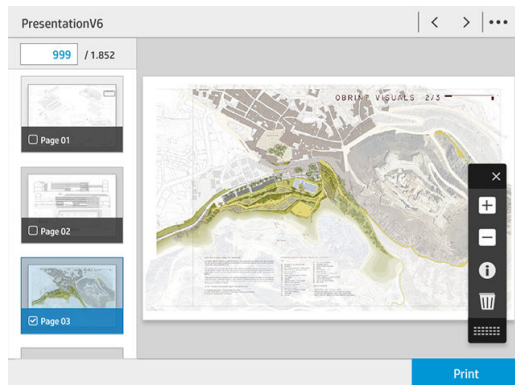 PresentationV6
999 / 1.852
Page 01
Page 02
Page 03
OBRINT VISUALS 2/3
Print